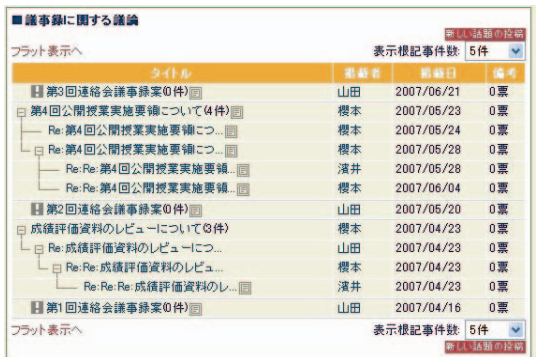 ■議事録に関する議論
新しい話題の投稿
フラット表示へ 表示根記事件数: 5件
タイトル 掲載者 掲載日 備考
第3回連絡会議事録案(0件) 山田 2007/06/21 0票
第4回公開授業実施要領について(4件) 櫻本 2007/05/23 0票
Re:第4回公開授業実施要領につ... 櫻本 2007/05/24 0票
Re:第4回公開授業実施要領につ... 櫻本 2007/05/28 0票
Re:Re:第4回公開授業実施要領... 濱井 2007/05/28 0票
Re:Re:第4回公開授業実施要領... 櫻本 2007/06/04 0票
第2回連絡会議事録案(0件) 山田 2007/05/20 0票
成績評価資料のレビューについて(3件) 櫻本 2007/04/23 0票
Re:成績評価資料のレビューにつ... 山田 2007/04/23 0票
Re:Re:成績評価資料のレビュ... 櫻本 2007/04/23 0票
Re:Re:Re:成績評価資料のレ... 濱井 2007/04/23 0票
第1回連絡会議事録案(0件) 山田 2007/04/16 0票
フラット表示へ 表示根記事件数: 5件
新しい話題の投稿